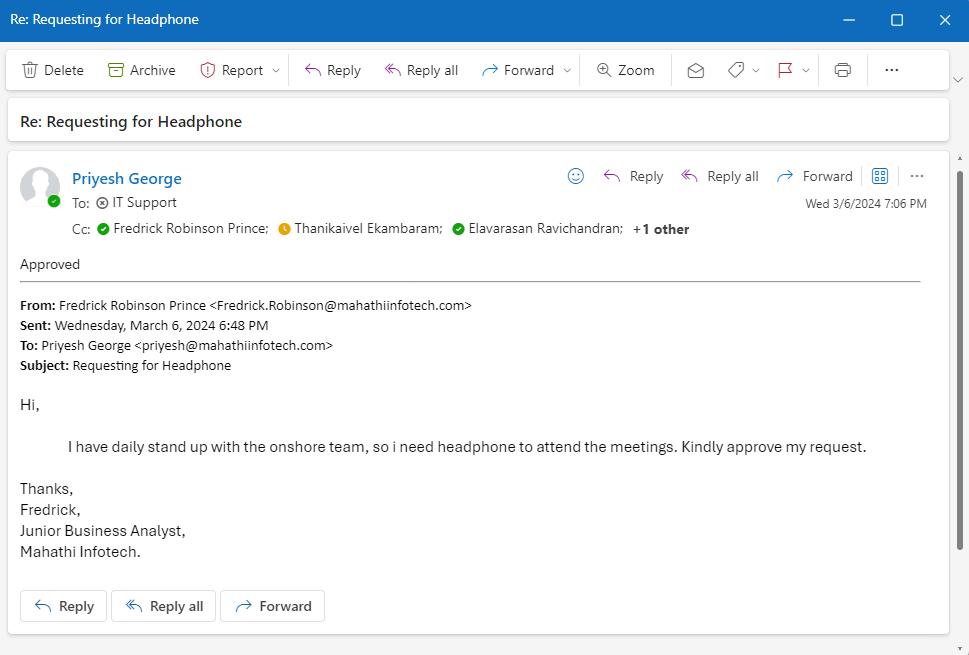 Re: Requesting for Headphone
Delete Archive Report Reply Reply all Forward Zoom
Re: Requesting for Headphone
Priyesh George
Reply Reply all Forward
To: IT Support
Wed 3/6/2024 7:06 PM
Cc: Fredrick Robinson Prince; Thanikaivel Ekambaram; Elavarasan Ravichandran; +1 other
Approved
From: Fredrick Robinson Prince <Fredrick.Robinson@mahathiinfotech.com>
Sent: Wednesday, March 6, 2024 6:48 PM
To: Priyesh George <priyesh@mahathiinfotech.com>
Subject: Requesting for Headphone
Hi,
I have daily stand up with the onshore team, so i need headphone to attend the meetings. Kindly approve my request.
Thanks,
Fredrick,
Junior Business Analyst,
Mahathi Infotech.
Reply Reply all Forward